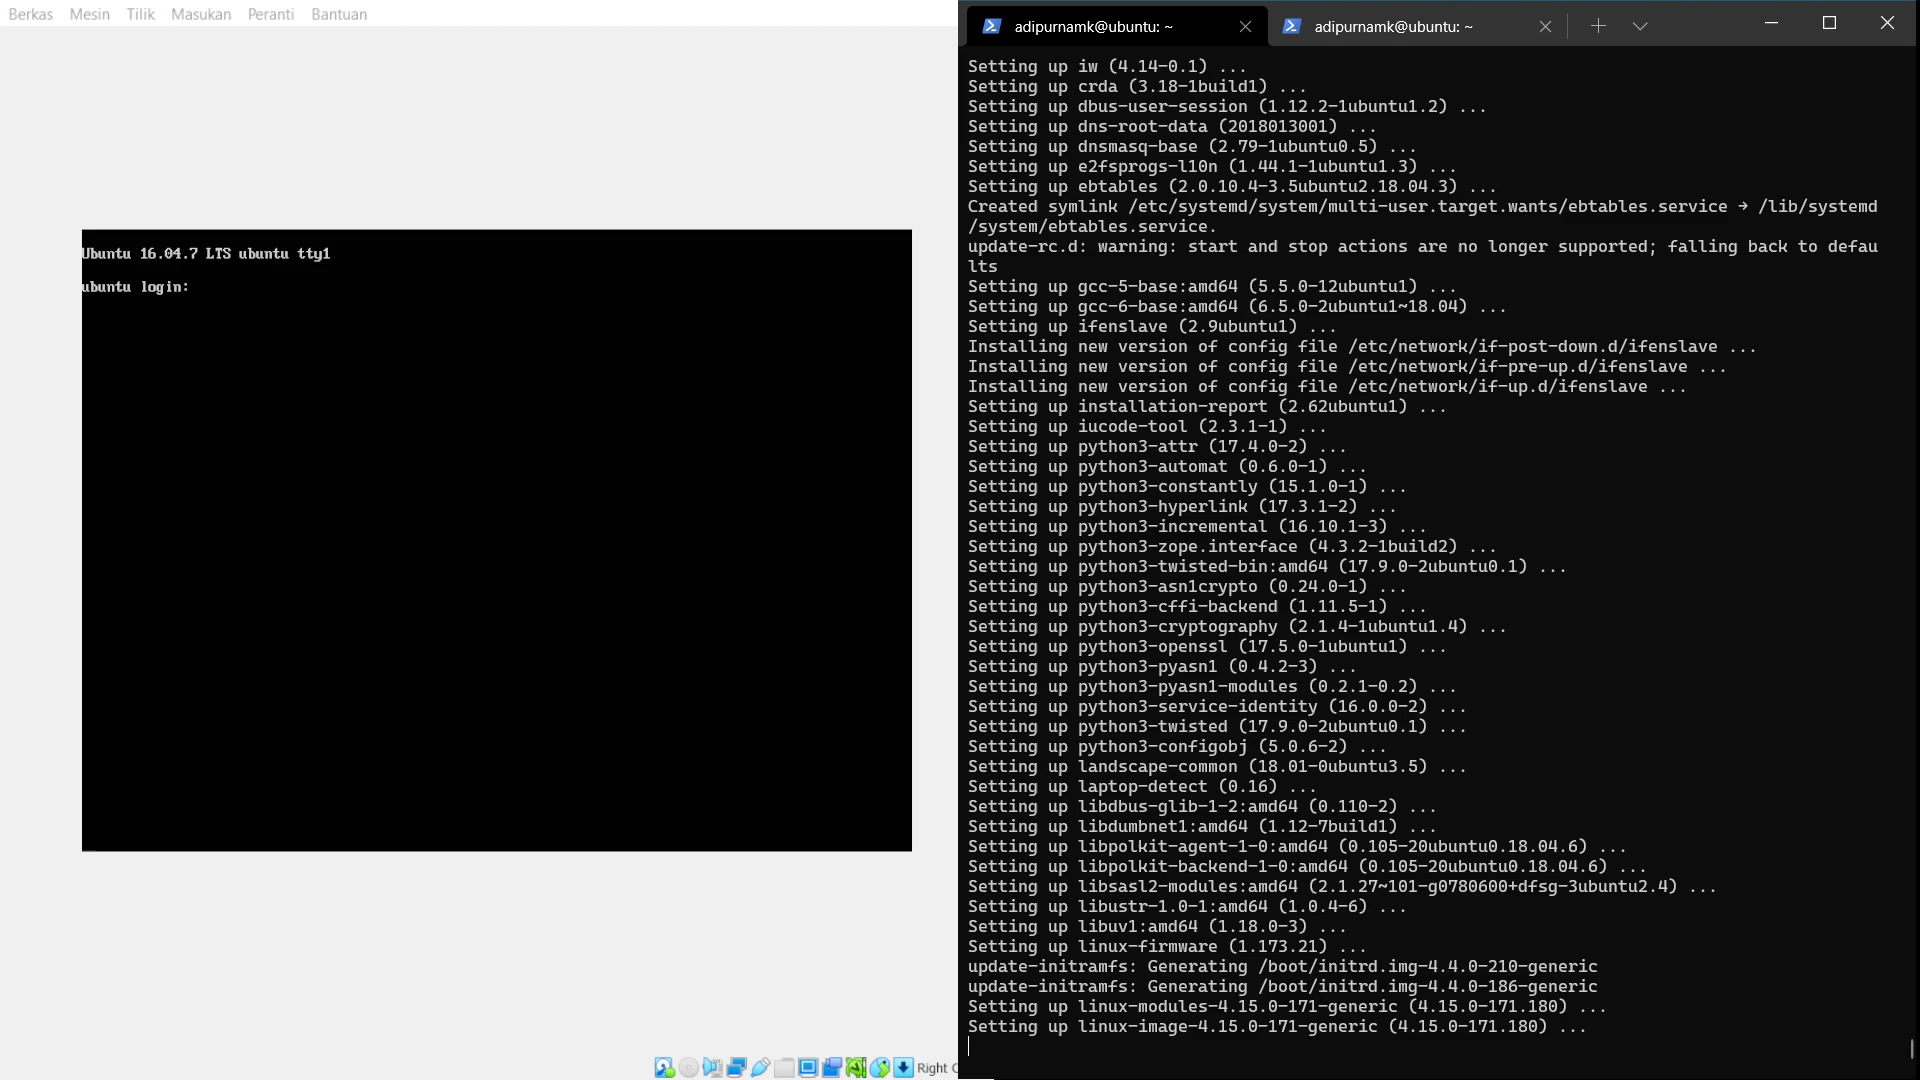 Berkas Mesin Tilik Masukan Peranti Bantuan
Ubuntu 16.04.7 LTS ubuntu tty1
ubuntu login:
Right C
adipurnamk@ubuntu: ~
adipurnamk@ubuntu: ~
Setting up iw (4.14-0.1) ...
Setting up crda (3.18-1build1) ...
Setting up dbus-user-session (1.12.2-1ubuntu1.2) ...
Setting up dns-root-data (2018013001) ...
Setting up dnsmasq-base (2.79-1ubuntu0.5) ...
Setting up e2fsprogs-l10n (1.44.1-1ubuntu1.3) ...
Setting up ebtables (2.0.10.4-3.5ubuntu2.18.04.3) ...
Created symlink /etc/systemd/system/multi-user.target.wants/ebtables.service → /lib/systemd
/system/ebtables.service.
update-rc.d: warning: start and stop actions are no longer supported; falling back to defau
lts
Setting up gcc-5-base:amd64 (5.5.0-12ubuntu1) ...
Setting up gcc-6-base:amd64 (6.5.0-2ubuntu1~18.04) ...
Setting up ifenslave (2.9ubuntu1) ...
Installing new version of config file /etc/network/if-post-down.d/ifenslave ...
Installing new version of config file /etc/network/if-pre-up.d/ifenslave ...
Installing new version of config file /etc/network/if-up.d/ifenslave ...
Setting up installation-report (2.62ubuntu1) ...
Setting up iucode-tool (2.3.1-1) ...
Setting up python3-attr (17.4.0-2) ...
Setting up python3-automat (0.6.0-1) ...
Setting up python3-constantly (15.1.0-1) ...
Setting up python3-hyperlink (17.3.1-2) ...
Setting up python3-incremental (16.10.1-3) ...
Setting up python3-zope.interface (4.3.2-1build2) ...
Setting up python3-twisted-bin:amd64 (17.9.0-2ubuntu0.1) ...
Setting up python3-asn1crypto (0.24.0-1) ...
Setting up python3-cffi-backend (1.11.5-1) ...
Setting up python3-cryptography (2.1.4-1ubuntu1.4) ...
Setting up python3-openssl (17.5.0-1ubuntu1) ...
Setting up python3-pyasn1 (0.4.2-3) ...
Setting up python3-pyasn1-modules (0.2.1-0.2) ...
Setting up python3-service-identity (16.0.0-2) ...
Setting up python3-twisted (17.9.0-2ubuntu0.1) ...
Setting up python3-configobj (5.0.6-2) ...
Setting up landscape-common (18.01-0ubuntu3.5) ...
Setting up laptop-detect (0.16) ...
Setting up libdbus-glib-1-2:amd64 (0.110-2) ...
Setting up libdumbnet1:amd64 (1.12-7build1) ...
Setting up libpolkit-agent-1-0:amd64 (0.105-20ubuntu0.18.04.6) ...
Setting up libpolkit-backend-1-0:amd64 (0.105-20ubuntu0.18.04.6) ...
Setting up libsasl2-modules:amd64 (2.1.27~101-g0780600+dfsg-3ubuntu2.4) ...
Setting up libustr-1.0-1:amd64 (1.0.4-6) ...
Setting up libuv1:amd64 (1.18.0-3) ...
Setting up linux-firmware (1.173.21) ...
update-initramfs: Generating /boot/initrd.img-4.4.0-210-generic
update-initramfs: Generating /boot/initrd.img-4.4.0-186-generic
Setting up linux-modules-4.15.0-171-generic (4.15.0-171.180) ...
Setting up linux-image-4.15.0-171-generic (4.15.0-171.180) ...